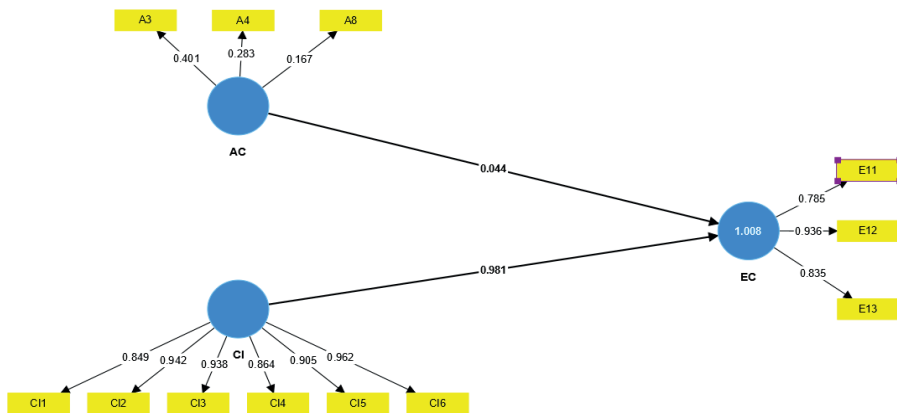 A3 A4 A8
0.401 0.283 0.167
AC
0.044
E11
0.785
1.008 0.936 E12
EC
0.835
E13
0.981
CI
0.849 0.942 0.938 0.864 0.905 0.962
CI1 CI2 CI3 CI4 CI5 CI6